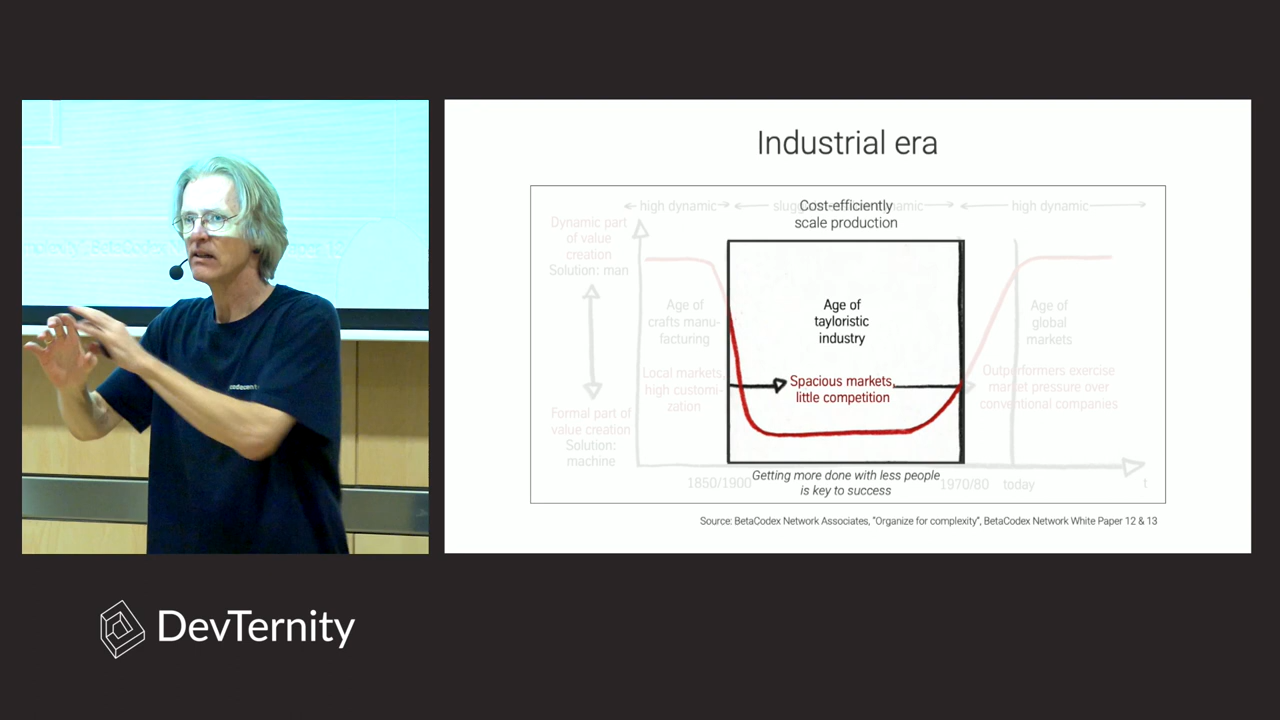 Industrial era
high dynamic
Cost-efficiently
scale production
high dynamic
Dynamic part
of value
creation
Solution: man
Age of
crafts manu-
facturing
Local markets,
high customi-
zation
Formal part of
value creation
Solution:
machine
Age of
tayloristic
industry
Spacious markets,
little competition
Age of
global
markets
Outperformers exercise
market pressure over
conventional companies
1850/1900
Getting more done with less people
is key to success
1970/80
today
t
Source: BetaCodex Network Associates, "Organize for complexity", BetaCodex Network White Paper 12 & 13
DevTernity